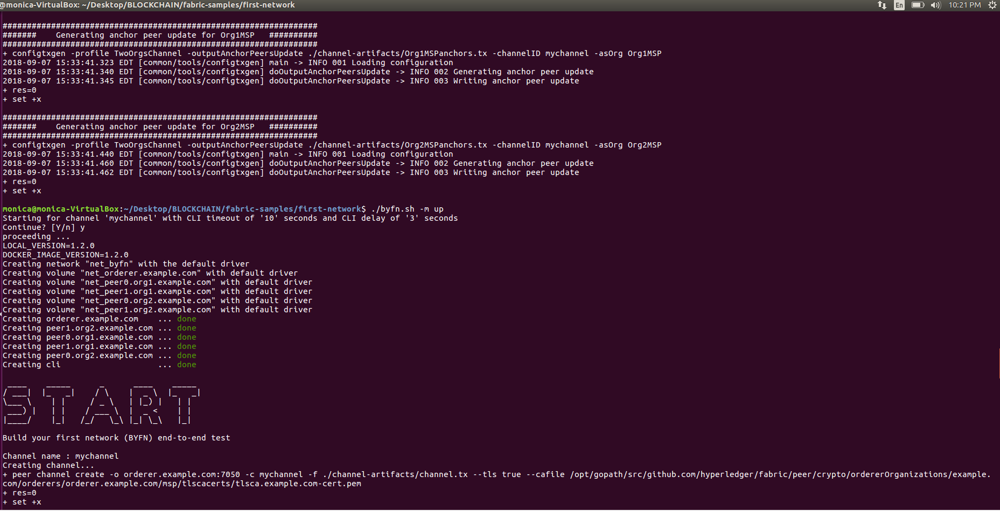 @monica-VirtualBox: ~/Desktop/BLOCKCHAIN/fabric-samples/first-network
En
10:21 PM
#################################################################
#######    Generating anchor peer update for Org1MSP   ##########
#################################################################
+ configtxgen -profile TwoOrgsChannel -outputAnchorPeersUpdate ./channel-artifacts/Org1MSPanchors.tx -channelID mychannel -asOrg Org1MSP
2018-09-07 15:33:41.323 EDT [common/tools/configtxgen] main -> INFO 001 Loading configuration
2018-09-07 15:33:41.340 EDT [common/tools/configtxgen] doOutputAnchorPeersUpdate -> INFO 002 Generating anchor peer update
2018-09-07 15:33:41.345 EDT [common/tools/configtxgen] doOutputAnchorPeersUpdate -> INFO 003 Writing anchor peer update
+ res=0
+ set +x
#################################################################
#######    Generating anchor peer update for Org2MSP   ##########
#################################################################
+ configtxgen -profile TwoOrgsChannel -outputAnchorPeersUpdate ./channel-artifacts/Org2MSPanchors.tx -channelID mychannel -asOrg Org2MSP
2018-09-07 15:33:41.440 EDT [common/tools/configtxgen] main -> INFO 001 Loading configuration
2018-09-07 15:33:41.460 EDT [common/tools/configtxgen] doOutputAnchorPeersUpdate -> INFO 002 Generating anchor peer update
2018-09-07 15:33:41.462 EDT [common/tools/configtxgen] doOutputAnchorPeersUpdate -> INFO 003 Writing anchor peer update
+ res=0
+ set +x
monica@monica-VirtualBox:~/Desktop/BLOCKCHAIN/fabric-samples/first-network$ ./byfn.sh -m up
Starting for channel 'mychannel' with CLI timeout of '10' seconds and CLI delay of '3' seconds
Continue? [Y/n] y
proceeding ...
LOCAL_VERSION=1.2.0
DOCKER_IMAGE_VERSION=1.2.0
Creating network "net_byfn" with the default driver
Creating volume "net_orderer.example.com" with default driver
Creating volume "net_peer0.org1.example.com" with default driver
Creating volume "net_peer1.org1.example.com" with default driver
Creating volume "net_peer0.org2.example.com" with default driver
Creating volume "net_peer1.org2.example.com" with default driver
Creating orderer.example.com    ... done
Creating peer1.org2.example.com ... done
Creating peer0.org1.example.com ... done
Creating peer1.org1.example.com ... done
Creating peer0.org2.example.com ... done
Creating cli                    ... done
START
Build your first network (BYFN) end-to-end test
Channel name : mychannel
Creating channel...
+ peer channel create -o orderer.example.com:7050 -c mychannel -f ./channel-artifacts/channel.tx --tls true --cafile /opt/gopath/src/github.com/hyperledger/fabric/peer/crypto/ordererOrganizations/example.
com/orderers/orderer.example.com/msp/tlscacerts/tlsca.example.com-cert.pem
+ res=0
+ set +x